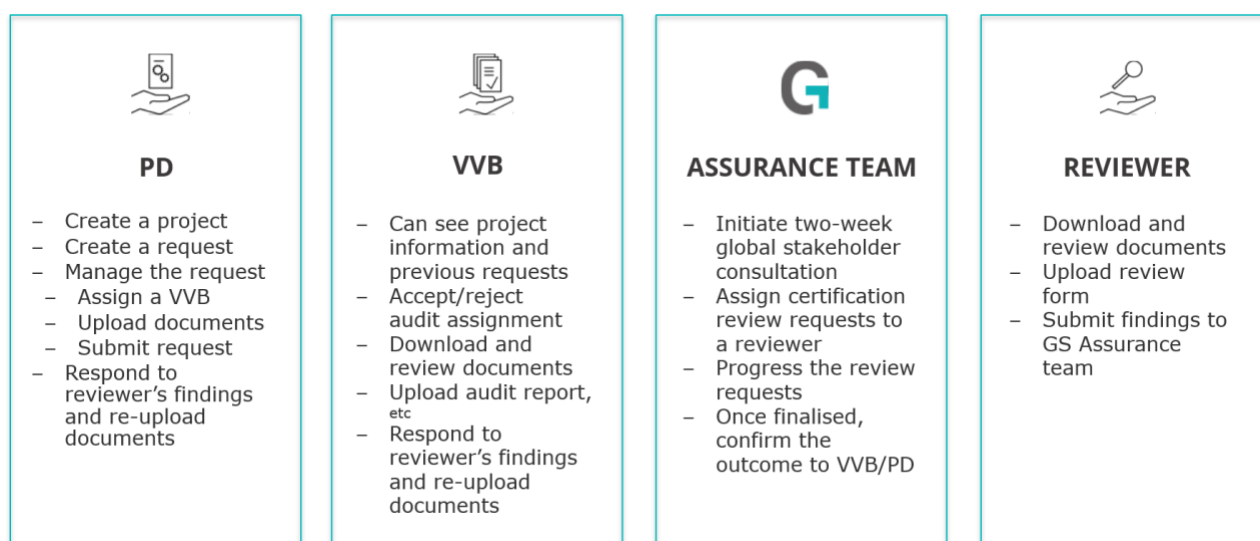 PD
– Create a project
– Create a request
– Manage the request
– Assign a VVB
– Upload documents
– Submit request
– Respond to
reviewer’s findings
and re-upload
documents
VVB
– Can see project
information and
previous requests
– Accept/reject
audit assignment
– Download and
review documents
– Upload audit report,
etc
– Respond to
reviewer’s findings
and re-upload
documents
G
ASSURANCE TEAM
– Initiate two-week
global stakeholder
consultation
– Assign certification
review requests to
a reviewer
– Progress the review
requests
– Once finalised,
confirm the
outcome to VVB/PD
REVIEWER
– Download and
review documents
– Upload review
form
– Submit findings to
GS Assurance
team